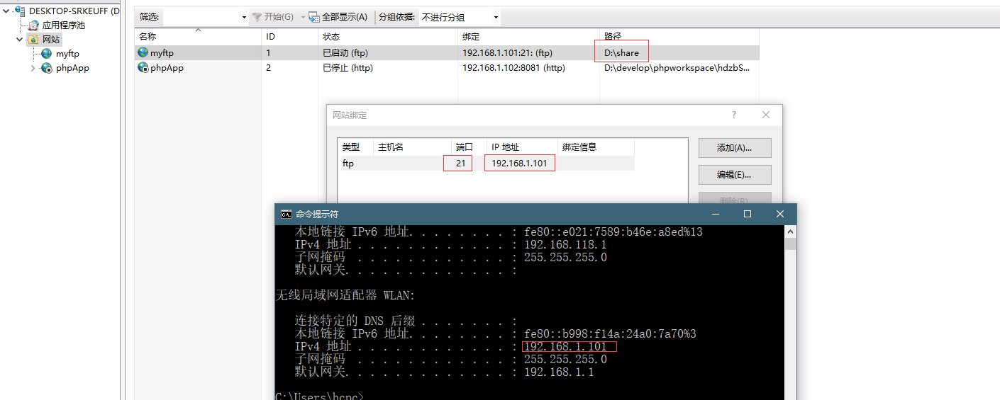 DESKTOP-SRKEUFF (D
应用程序池
网站
myftp
phpApp
筛选: 开始(G) 全部显示(A) 分组依据: 不进行分组
名称 ID 状态 绑定 路径
myftp 1 已启动 (ftp) 192.168.1.101:21: (ftp) D:\share
phpApp 2 已停止 (http) 192.168.1.102:8081 (http) D:\develop\phpworkspace\hdzbS...
网站绑定 ?
类型 主机名 端口 IP 地址 绑定信息
ftp 21 192.168.1.101
添加(A)...
编辑(E)...
删除(R)
命令提示符
本地链接 IPv6 地址. . . . . . . . : fe80::e021:7589:b46e:a8ed%13
IPv4 地址 . . . . . . . . . . . . : 192.168.118.1
子网掩码 . . . . . . . . . . . . : 255.255.255.0
默认网关. . . . . . . . . . . . . :
无线局域网适配器 WLAN:
连接特定的 DNS 后缀 . . . . . . . :
本地链接 IPv6 地址. . . . . . . . : fe80::b998:f14a:24a0:7a70%3
IPv4 地址 . . . . . . . . . . . . : 192.168.1.101
子网掩码 . . . . . . . . . . . . : 255.255.255.0
默认网关. . . . . . . . . . . . . : 192.168.1.1
C:\Users\hcpc>